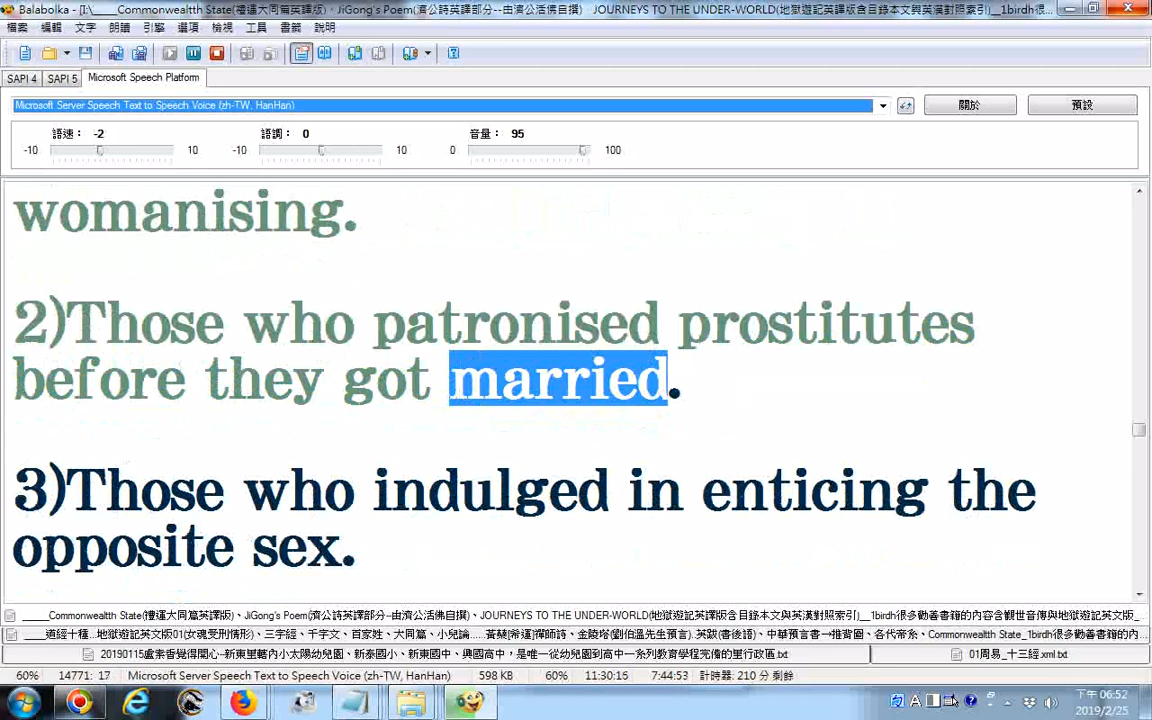 Balabolka - [I:\_____Commonwealth State(禮運大同篇英譯版)、JiGong's Poem(濟公詩英譯部分--由濟公活佛自撰) 、JOURNEYS TO THE UNDER-WORLD(地獄遊記英譯版含目錄本文與英漢對照索引)__1birdh很...
檔案 編輯 文字 朗讀 引擎 選項 檢視 工具 書籤 說明
SAPI 4 SAPI 5 Microsoft Speech Platform
Microsoft Server Speech Text to Speech Voice (zh-TW, HanHan)
關於 預設
語速： -2 語調： 0 音量： 95
-10 10 -10 10 0 100
womanising.
2)Those who patronised prostitutes
before they got married.
3)Those who indulged in enticing the
opposite sex.
_____Commonwealtth State(禮運大同篇英譯版)、JiGong's Poem(濟公詩英譯部分--由濟公活佛自撰)、JOURNEYS TO THE UNDER-WORLD(地獄遊記英譯版含目錄本文與英漢對照索引)__1birdh很多勸善書籍的內容含觀世音傳與地獄遊記英文版_
____道經十種...地獄遊記英文版01(女魂受刑情形)、三字經、千字文、百家姓、大同篇、小兒論......黃蘗[希運]禪師詩、金陵塔(劉伯溫先生預言).英跋(書後語)、中華預言書一推背圖、各代帝系、Commonwealth State_1birdh很多勸善書籍的內...
20190115盧素香覺得開心--新東里轄內小太陽幼兒園、新泰國小、新東國中、興國高中，是唯一從幼兒園到高中一系列教育學程完備的里行政區.txt 01周易_十三經.xml.txt
60% 14771: 17 Microsoft Server Speech Text to Speech Voice (zh-TW, HanHan) 598 KB 60% 11:30:15 7:44:53 計時器: 210 分 剩餘
下午 06:52
2019/2/25